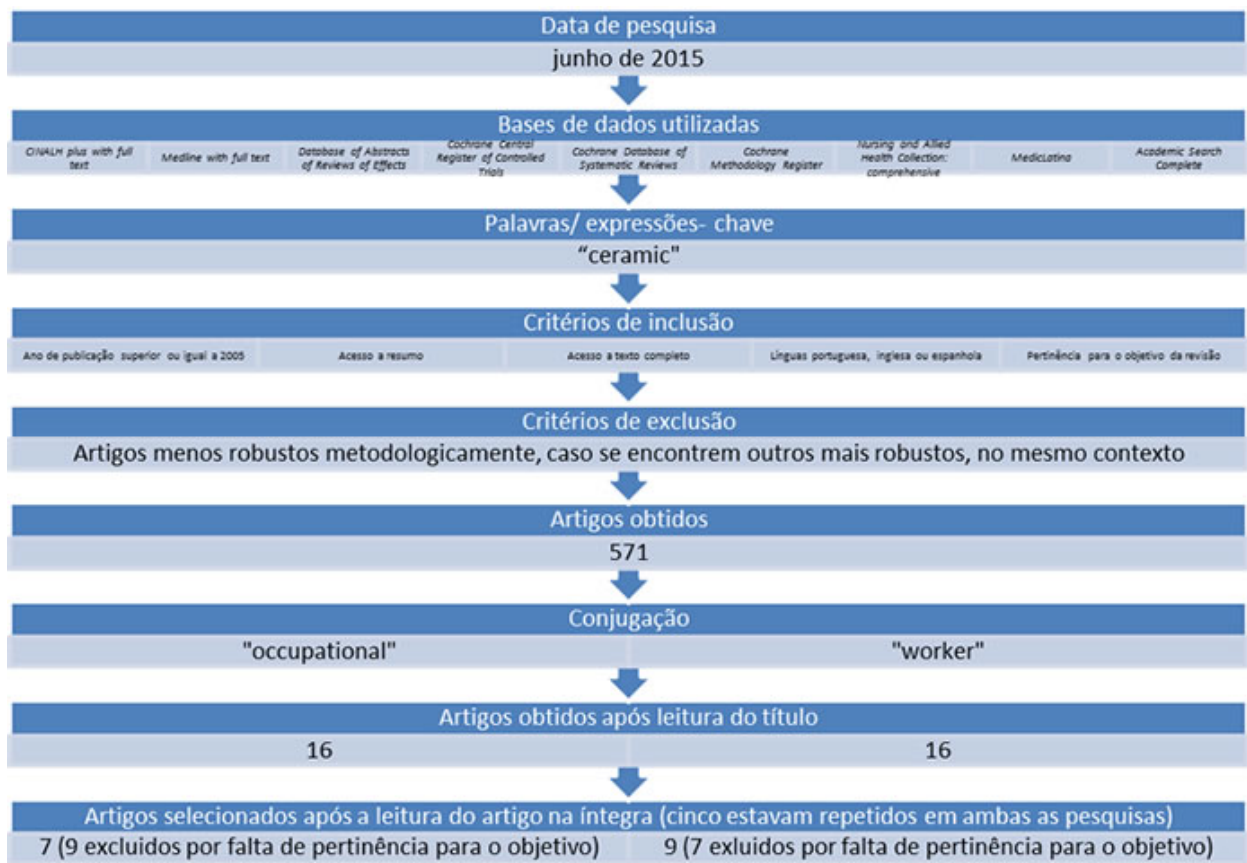 Data de pesquisa
junho de 2015
Bases de dados utilizadas
CINALH plus with full text
Medline with full text
Database of Abstracts of Reviews of Effects
Cochrane Central Register of Controlled Trials
Cochrane Database of Systematic Reviews
Cochrane Methodology Register
Nursing and Allied Health Collection: comprehensive
MedicLatina
Academic Search Complete
Palavras/ expressões- chave
“ceramic"
Critérios de inclusão
Ano de publicação superior ou igual a 2005
Acesso a resumo
Acesso a texto completo
Línguas portuguesa, inglesa ou espanhola
Pertinência para o objetivo da revisão
Critérios de exclusão
Artigos menos robustos metodologicamente, caso se encontrem outros mais robustos, no mesmo contexto
Artigos obtidos
571
Conjugação
"occupational"
"worker"
Artigos obtidos após leitura do título
16
16
Artigos selecionados após a leitura do artigo na íntegra (cinco estavam repetidos em ambas as pesquisas)
7 (9 excluidos por falta de pertinência para o objetivo)
9 (7 exluidos por falta de pertinência para o objetivo)